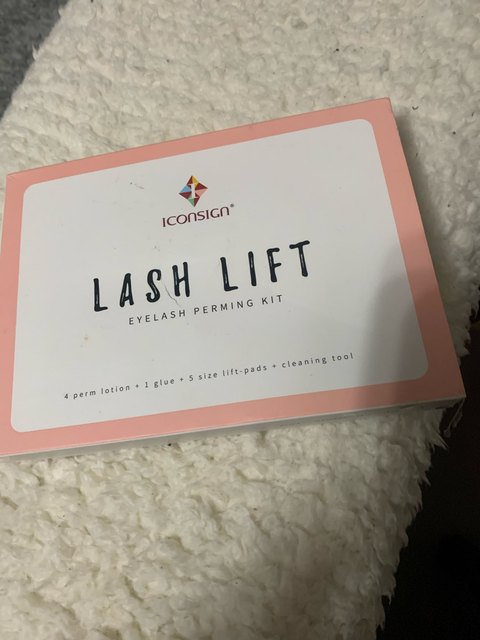 ICONSIGN®
LASH LIFT
EYELASH PERMING KIT
4 perm lotion + 1 glue + 5 size lift-pads + cleaning tool